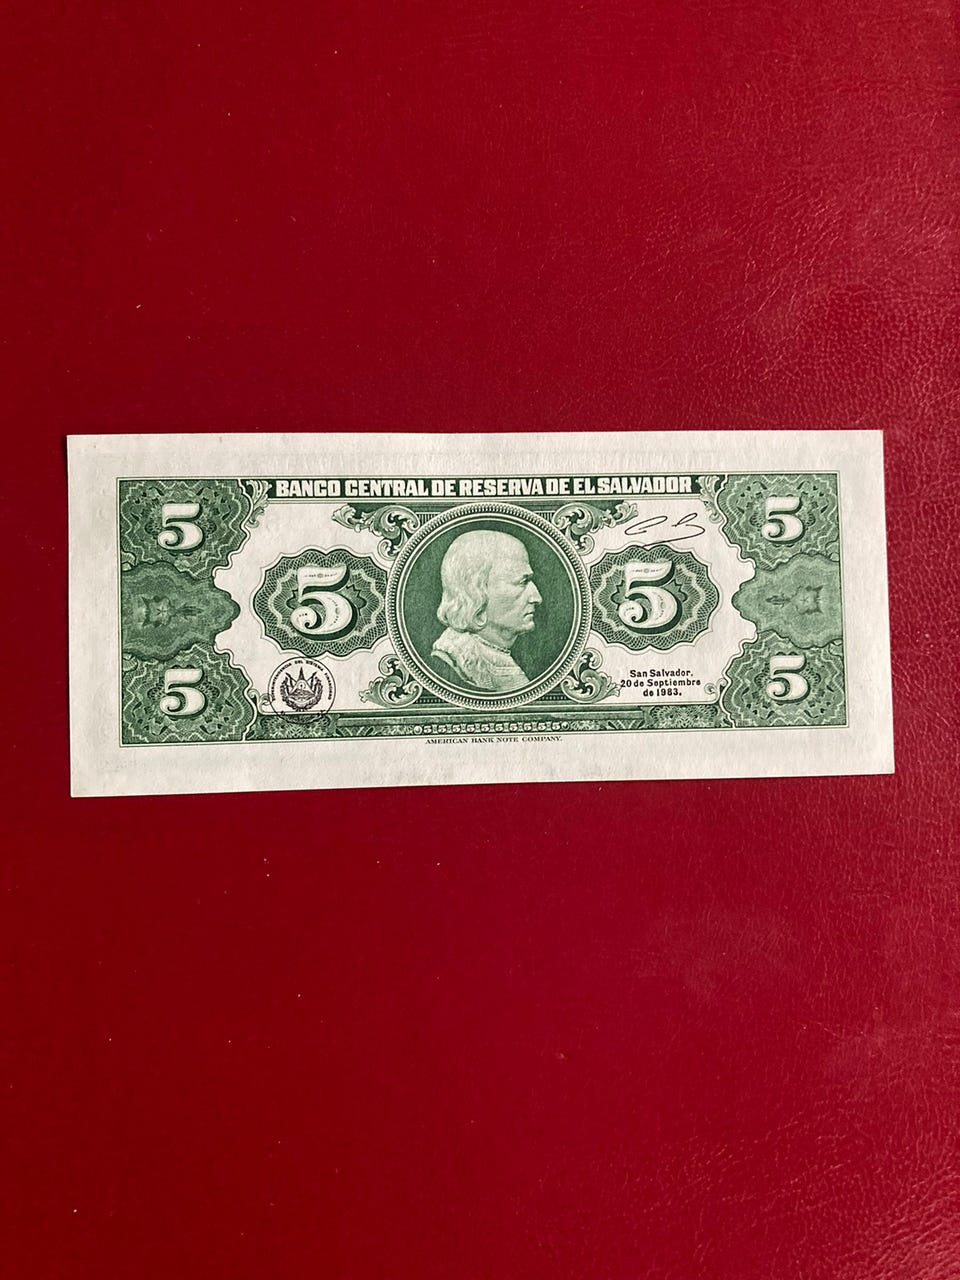 BANCO CENTRAL DE RESERVA DE EL SALVADOR
5
5
5
5
San Salvador,
20 de Septiembre
de 1983.
5
5
AMERICAN BANK NOTE COMPANY.